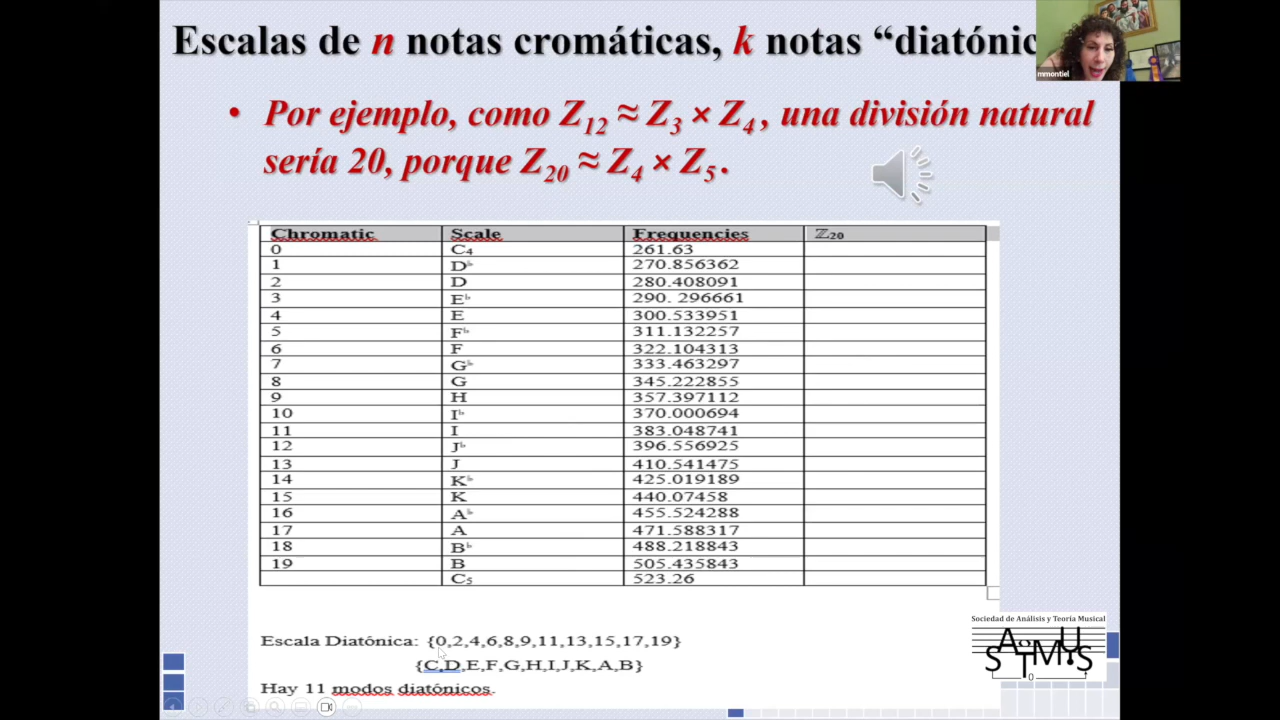 Escalas de n notas cromáticas, k notas “diatónic
mmontiel
• Por ejemplo, como Z12 ≈ Z3 × Z4 , una división natural
sería 20, porque Z20 ≈ Z4 × Z5 .
Chromatic Scale Frequencies ℤ20
0 C4 261.63
1 D♭ 270.856362
2 D 280.408091
3 E♭ 290. 296661
4 E 300.533951
5 F♭ 311.132257
6 F 322.104313
7 G♭ 333.463297
8 G 345.222855
9 H 357.397112
10 I♭ 370.000694
11 I 383.048741
12 J♭ 396.556925
13 J 410.541475
14 K♭ 425.019189
15 K 440.07458
16 A♭ 455.524288
17 A 471.588317
18 B♭ 488.218843
19 B 505.435843
C5 523.26
Escala Diatónica: {0,2,4,6,8,9,11,13,15,17,19}
{C,D,E,F,G,H,I,J,K,A,B}
Hay 11 modos diatónicos.
Sociedad de Análisis y Teoría Musical
SATMUS
0